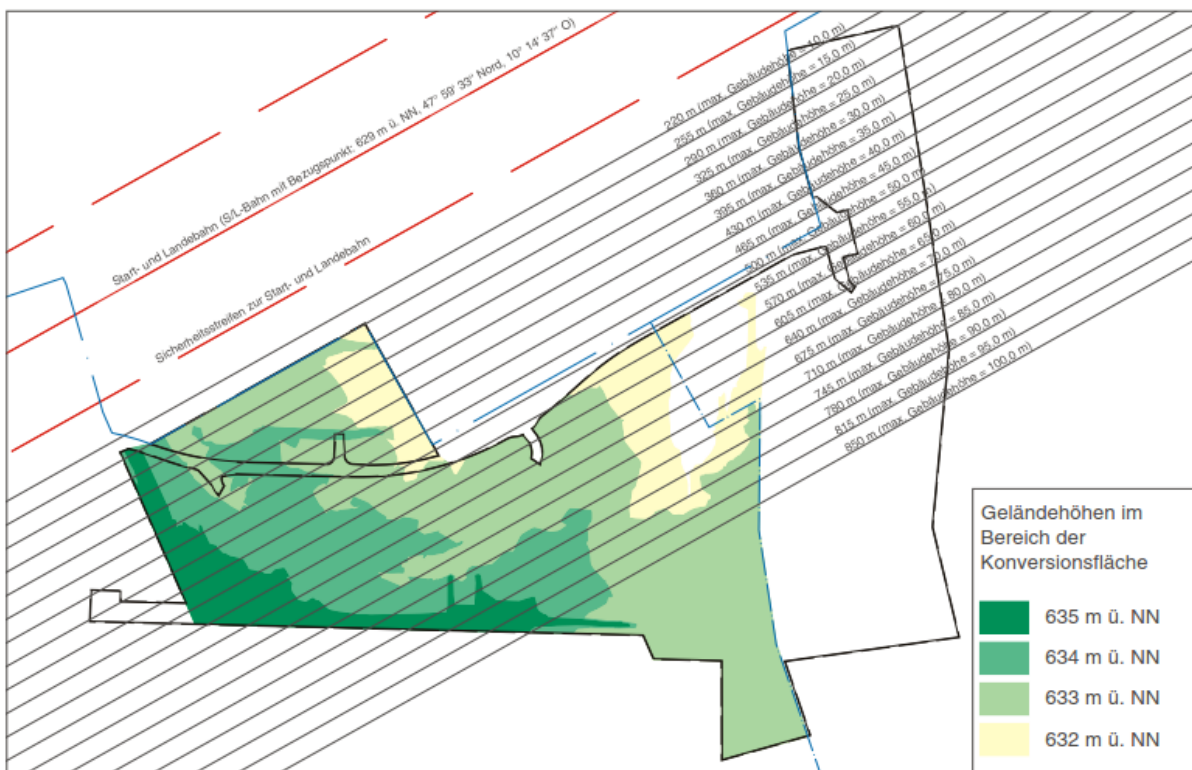 220 m (max. Gebäudehöhe = 10,0 m)
255 m (max. Gebäudehöhe = 15,0 m)
290 m (max. Gebäudehöhe = 20,0 m)
325 m (max. Gebäudehöhe = 25,0 m)
360 m (max. Gebäudehöhe = 30,0 m)
395 m (max. Gebäudehöhe = 35,0 m)
430 m (max. Gebäudehöhe = 40,0 m)
465 m (max. Gebäudehöhe = 45,0 m)
500 m (max. Gebäudehöhe = 50,0 m)
535 m (max. Gebäudehöhe = 55,0 m)
570 m (max. Gebäudehöhe = 60,0 m)
605 m (max. Gebäudehöhe = 65,0 m)
640 m (max. Gebäudehöhe = 70,0 m)
675 m (max. Gebäudehöhe = 75,0 m)
710 m (max. Gebäudehöhe = 80,0 m)
745 m (max. Gebäudehöhe = 85,0 m)
780 m (max. Gebäudehöhe = 90,0 m)
815 m (max. Gebäudehöhe = 95,0 m)
850 m (max. Gebäudehöhe = 100,0 m)
Start- und Landebahn (S/L-Bahn mit Bezugspunkt: 629 m ü. NN, 47° 59' 33" Nord, 10° 14' 37" O)
Sicherheitsstreifen zur Start- und Landebahn
Geländehöhen im
Bereich der
Konversionsfläche
635 m ü. NN
634 m ü. NN
633 m ü. NN
632 m ü. NN